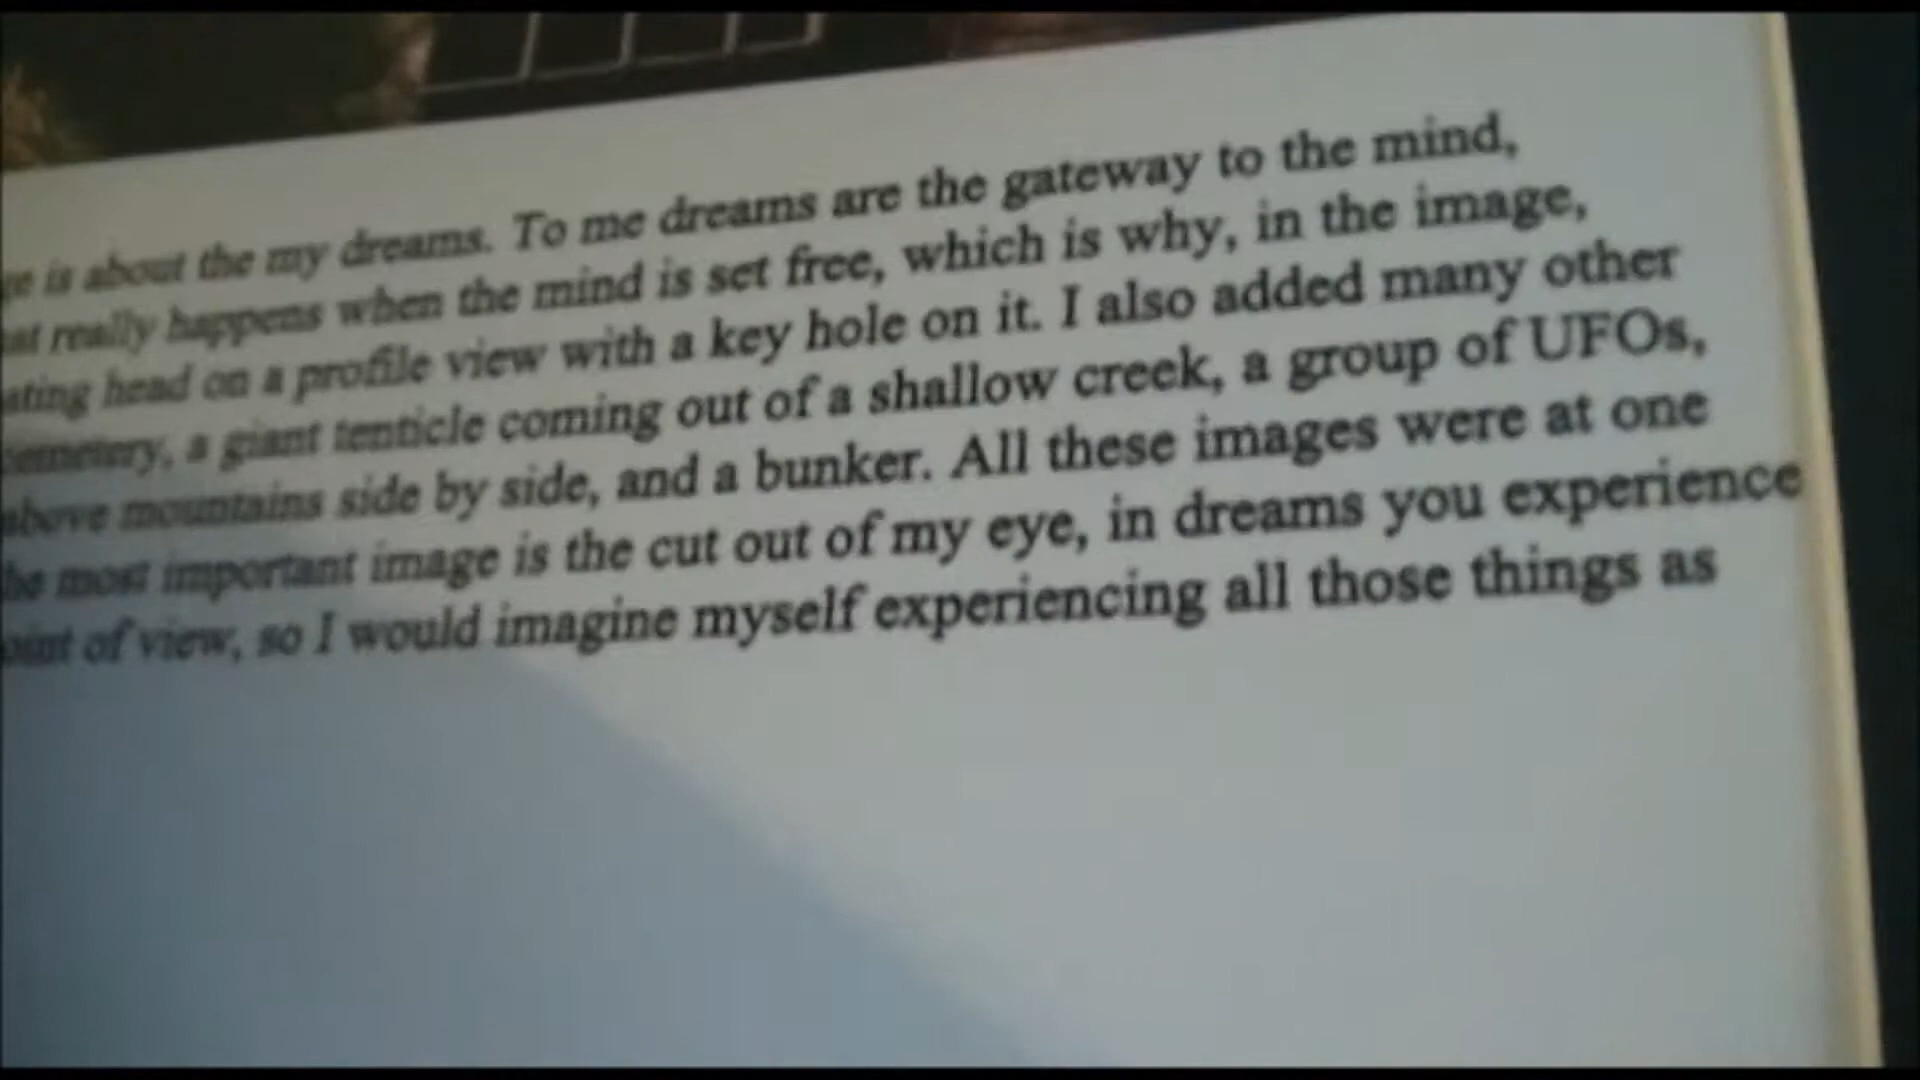 is about the my dreams. To me dreams are the gateway to the mind,
really happens when the mind is set free, which is why, in the image,
head on a profile view with a key hole on it. I also added many other
a giant tenticle coming out of a shallow creek, a group of UFOs,
above mountains side by side, and a bunker. All these images were at one
most important image is the cut out of my eye, in dreams you experience
of view, so I would imagine myself experiencing all those things as